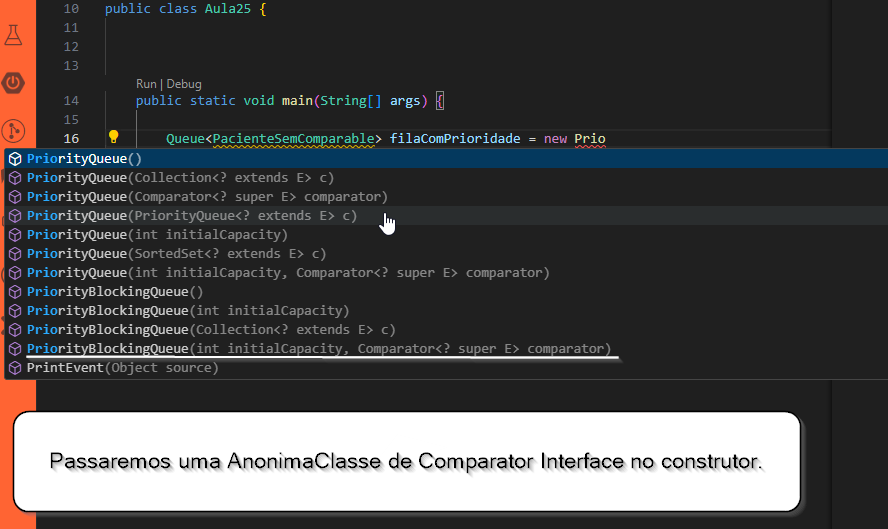 10 public class Aula25 {
11
12
13
Run | Debug
14 public static void main(String[] args) {
15
16 Queue<PacienteSemComparable> filaComPrioridade = new Prio
PriorityQueue()
PriorityQueue(Collection<? extends E> c)
PriorityQueue(Comparator<? super E> comparator)
PriorityQueue(PriorityQueue<? extends E> c)
PriorityQueue(int initialCapacity)
PriorityQueue(SortedSet<? extends E> c)
PriorityQueue(int initialCapacity, Comparator<? super E> comparator)
PriorityBlockingQueue()
PriorityBlockingQueue(int initialCapacity)
PriorityBlockingQueue(Collection<? extends E> c)
PriorityBlockingQueue(int initialCapacity, Comparator<? super E> comparator)
PrintEvent(Object source)
Passaremos uma AnonimaClasse de Comparator Interface no construtor.